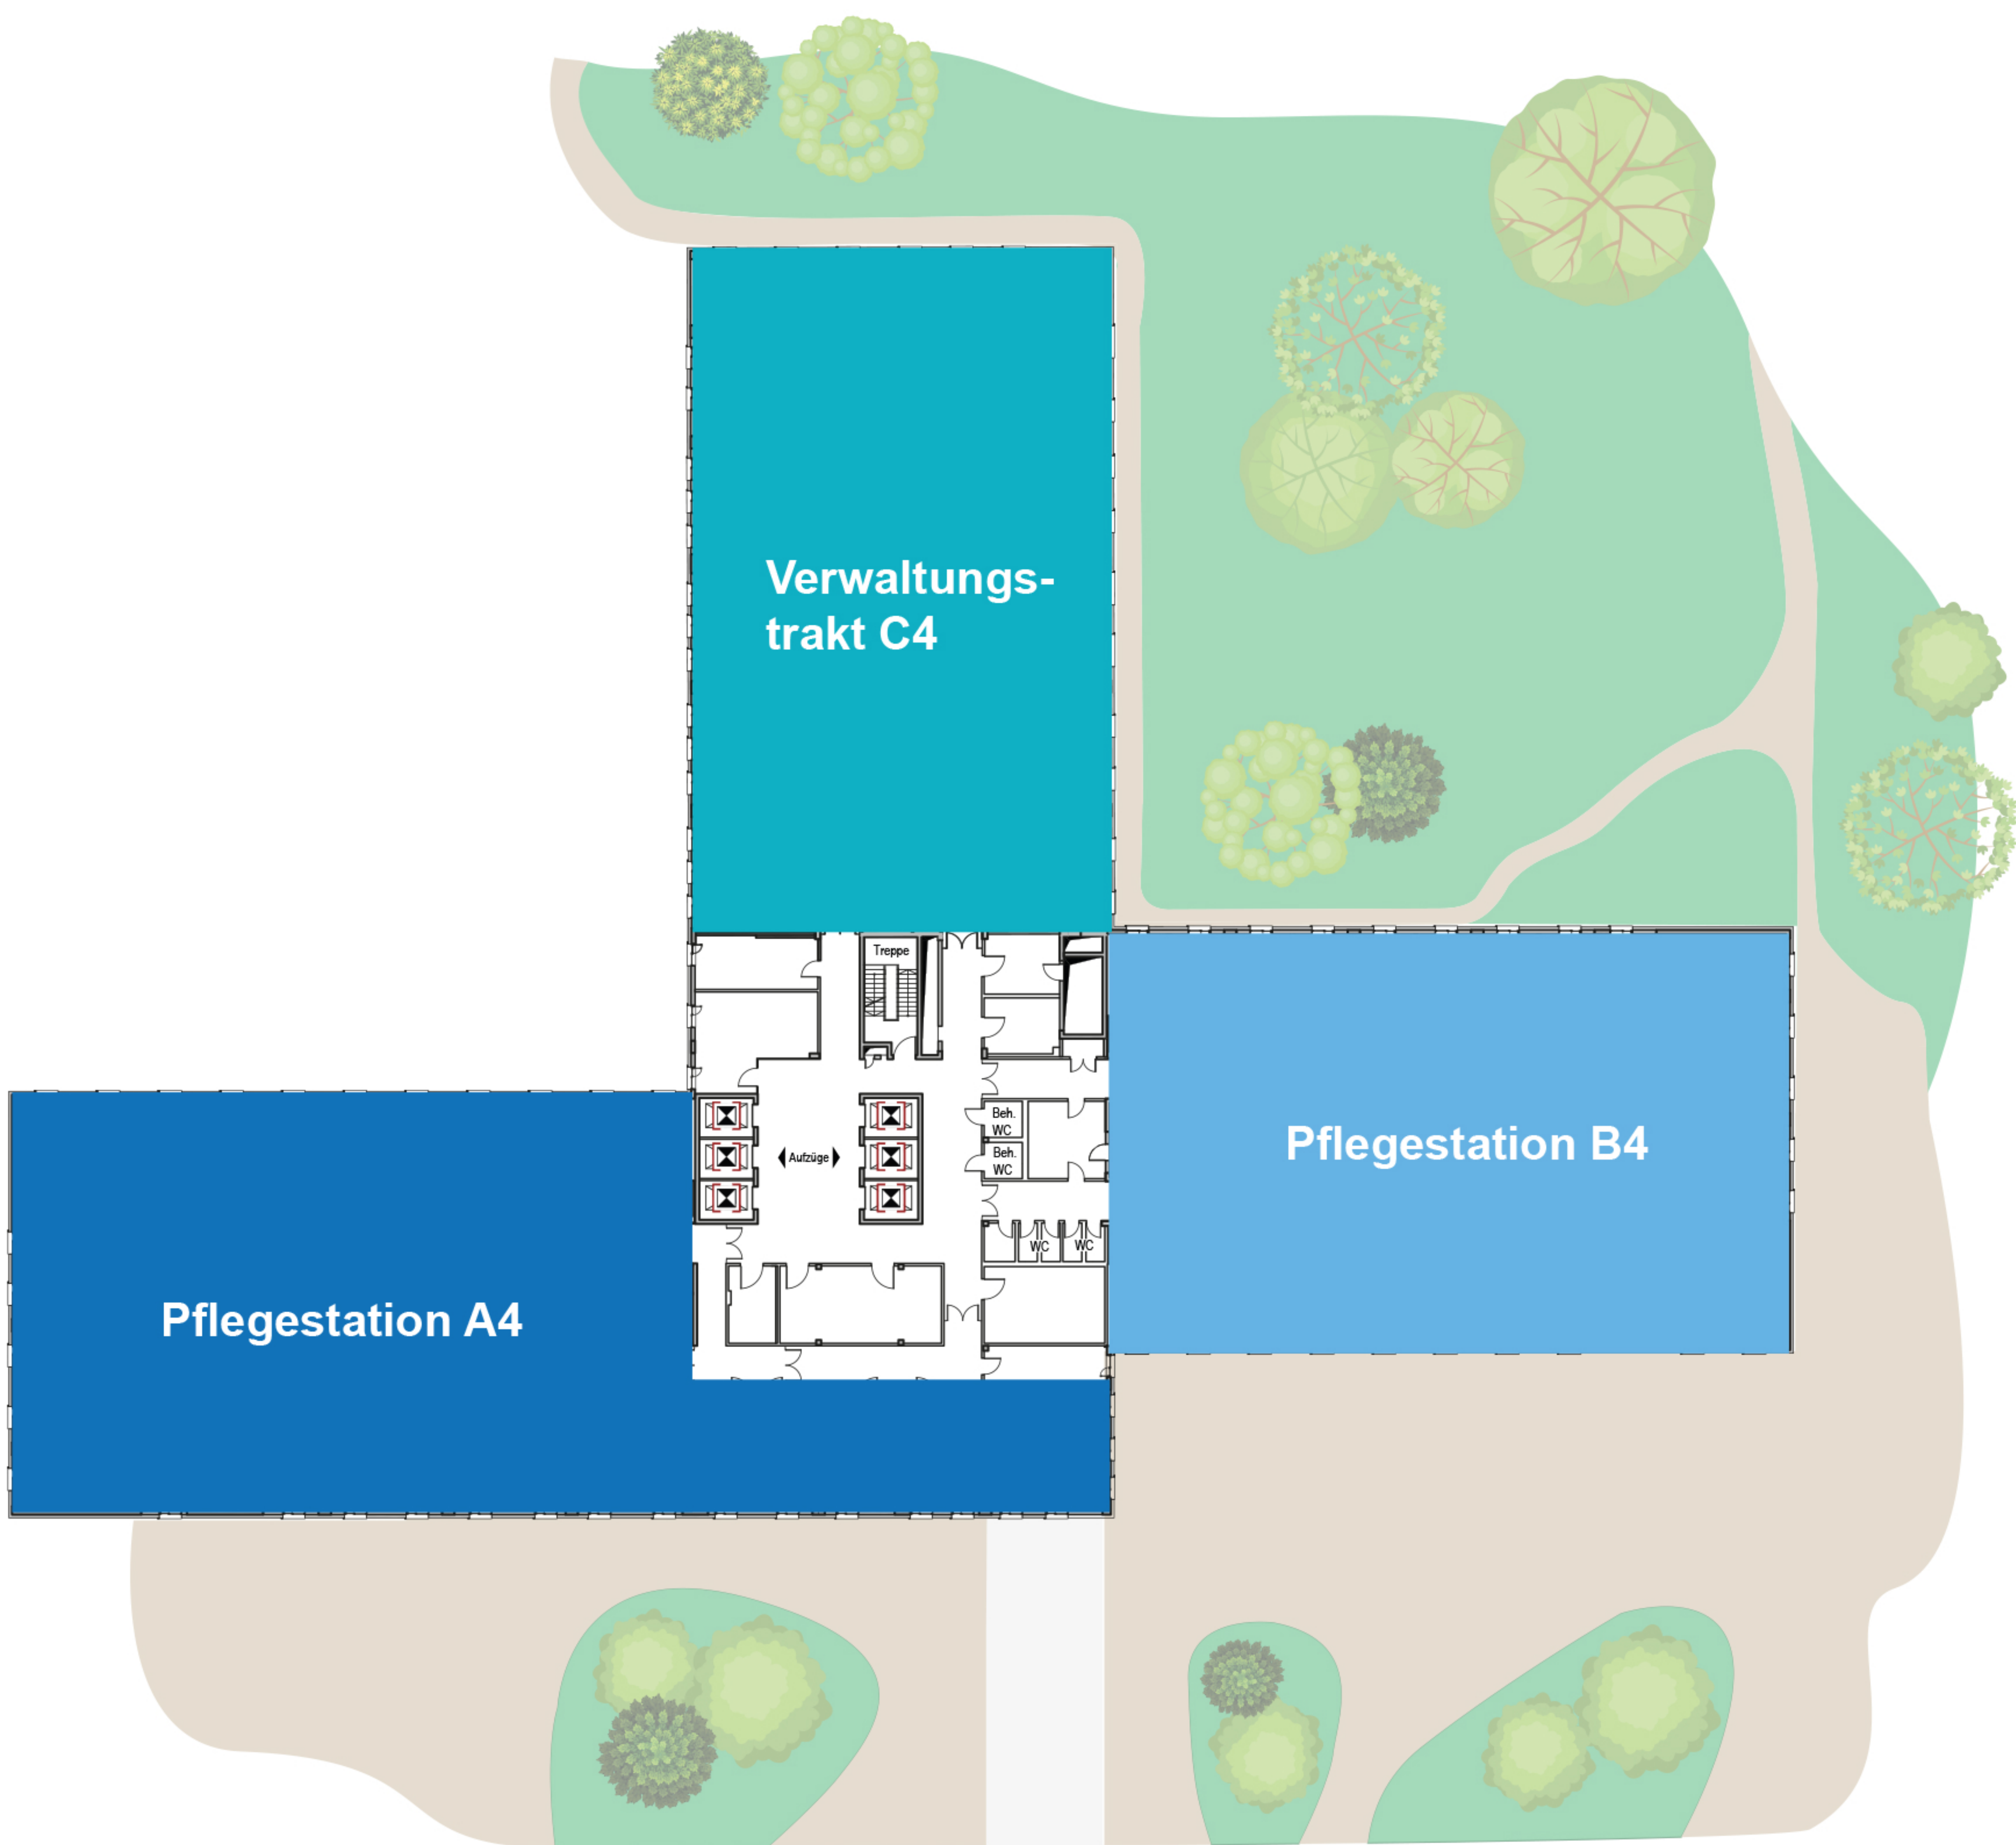 Verwaltungs-
trakt C4
Treppe
Beh.
WC
Aufzüge
Beh.
WC
Pflegestation B4
WC
WC
Pflegestation A4